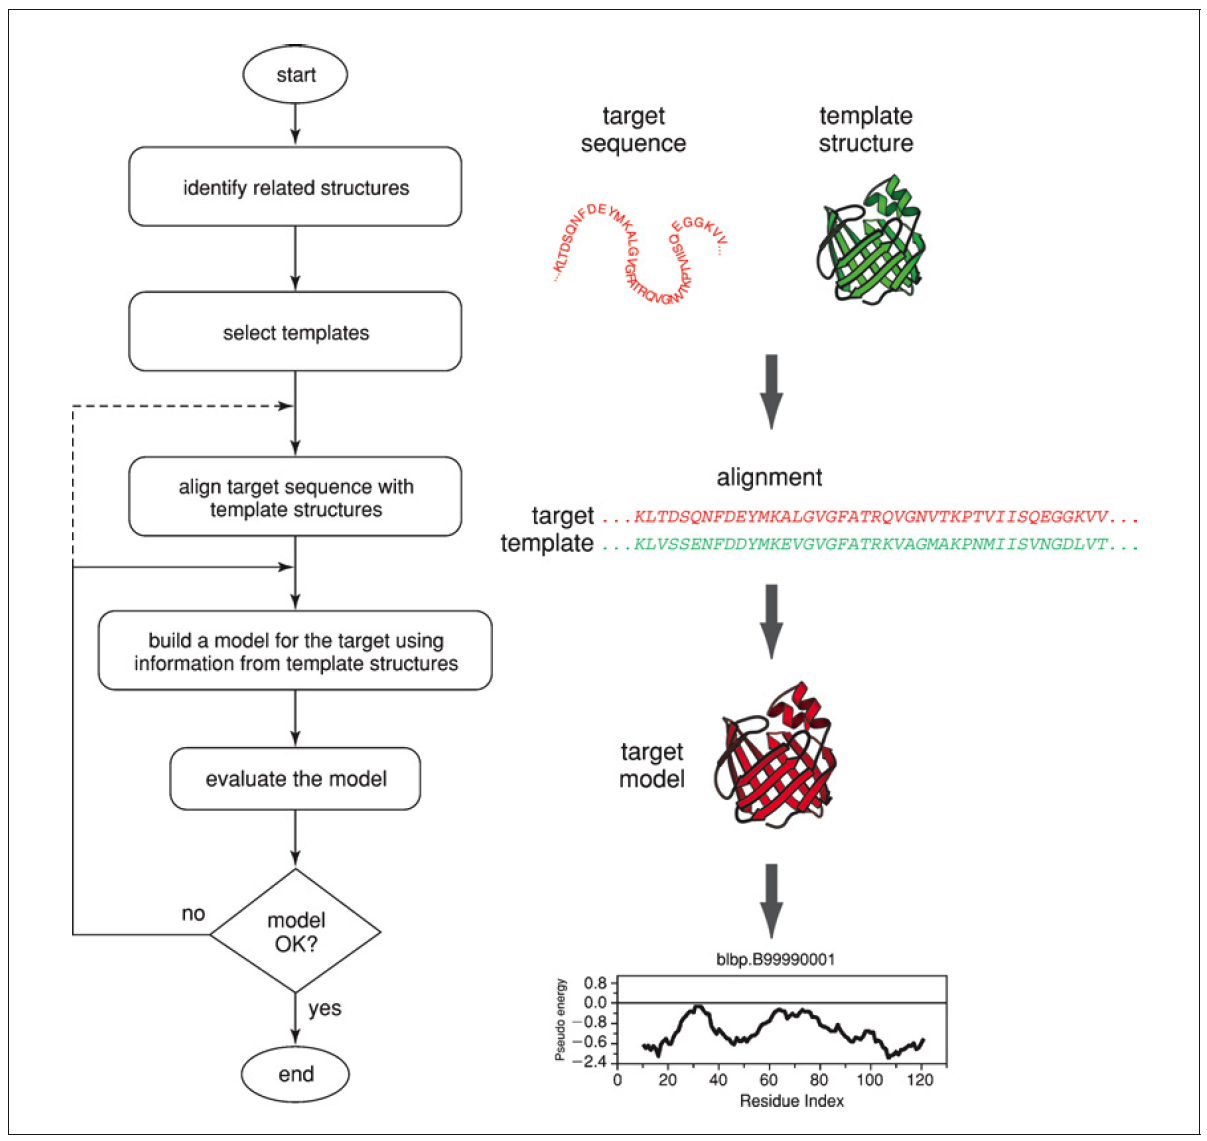 start
identify related structures
select templates
align target sequence with
template structures
build a model for the target using
information from template structures
evaluate the model
no
model
OK?
yes
end
target
sequence
template
structure
...KLTDSQNFDEYMKALGVGFATRQVGNVTKPTVIISQEGGKVV...
alignment
target ...KLTDSQNFDEYMKALGVGFATRQVGNVTKPTVIISQEGGKVV...
template ...KLVSSENFDDYMKEVGVGFATRKVAGMAKPNMIISVNGDLVT...
target
model
blbp.B99990001
Pseudo energy
0.8
0.0
−0.8
−0.6
−2.4
0 20 40 60 80 100 120
Residue Index